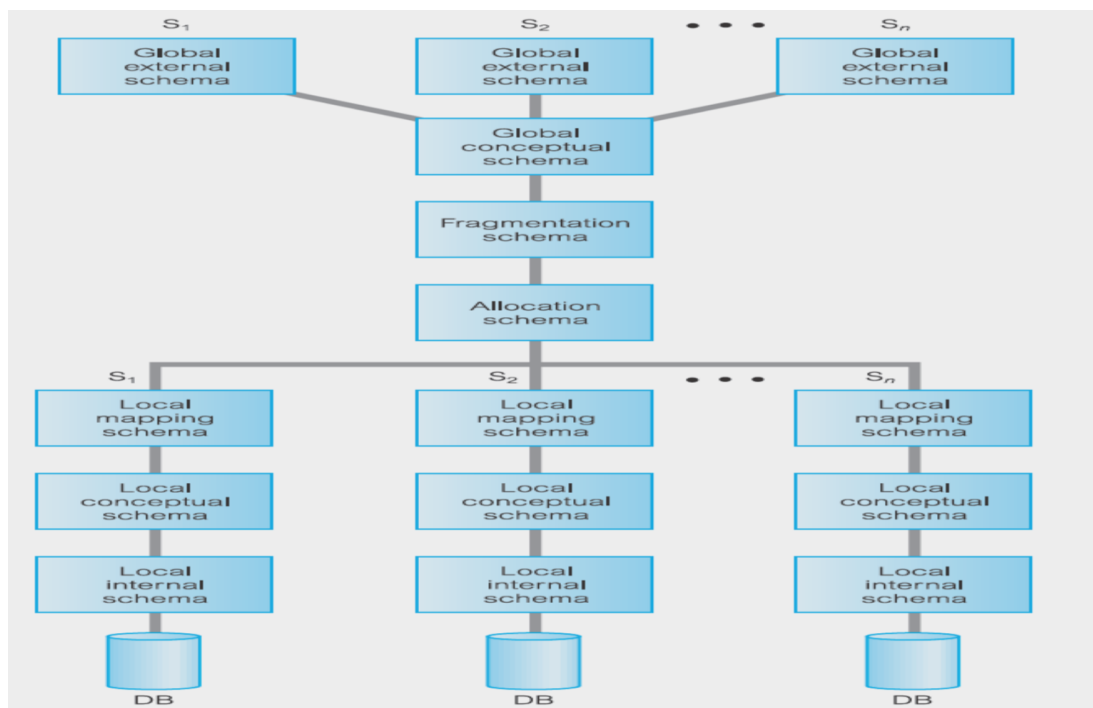 S1
S2
• • •
Sn
Global
external
schema
Global
external
schema
Global
external
schema
Global
conceptual
schema
Fragmentation
schema
Allocation
schema
S1
S2
• • •
Sn
Local
mapping
schema
Local
mapping
schema
Local
mapping
schema
Local
conceptual
schema
Local
conceptual
schema
Local
conceptual
schema
Local
internal
schema
Local
internal
schema
Local
internal
schema
DB
DB
DB